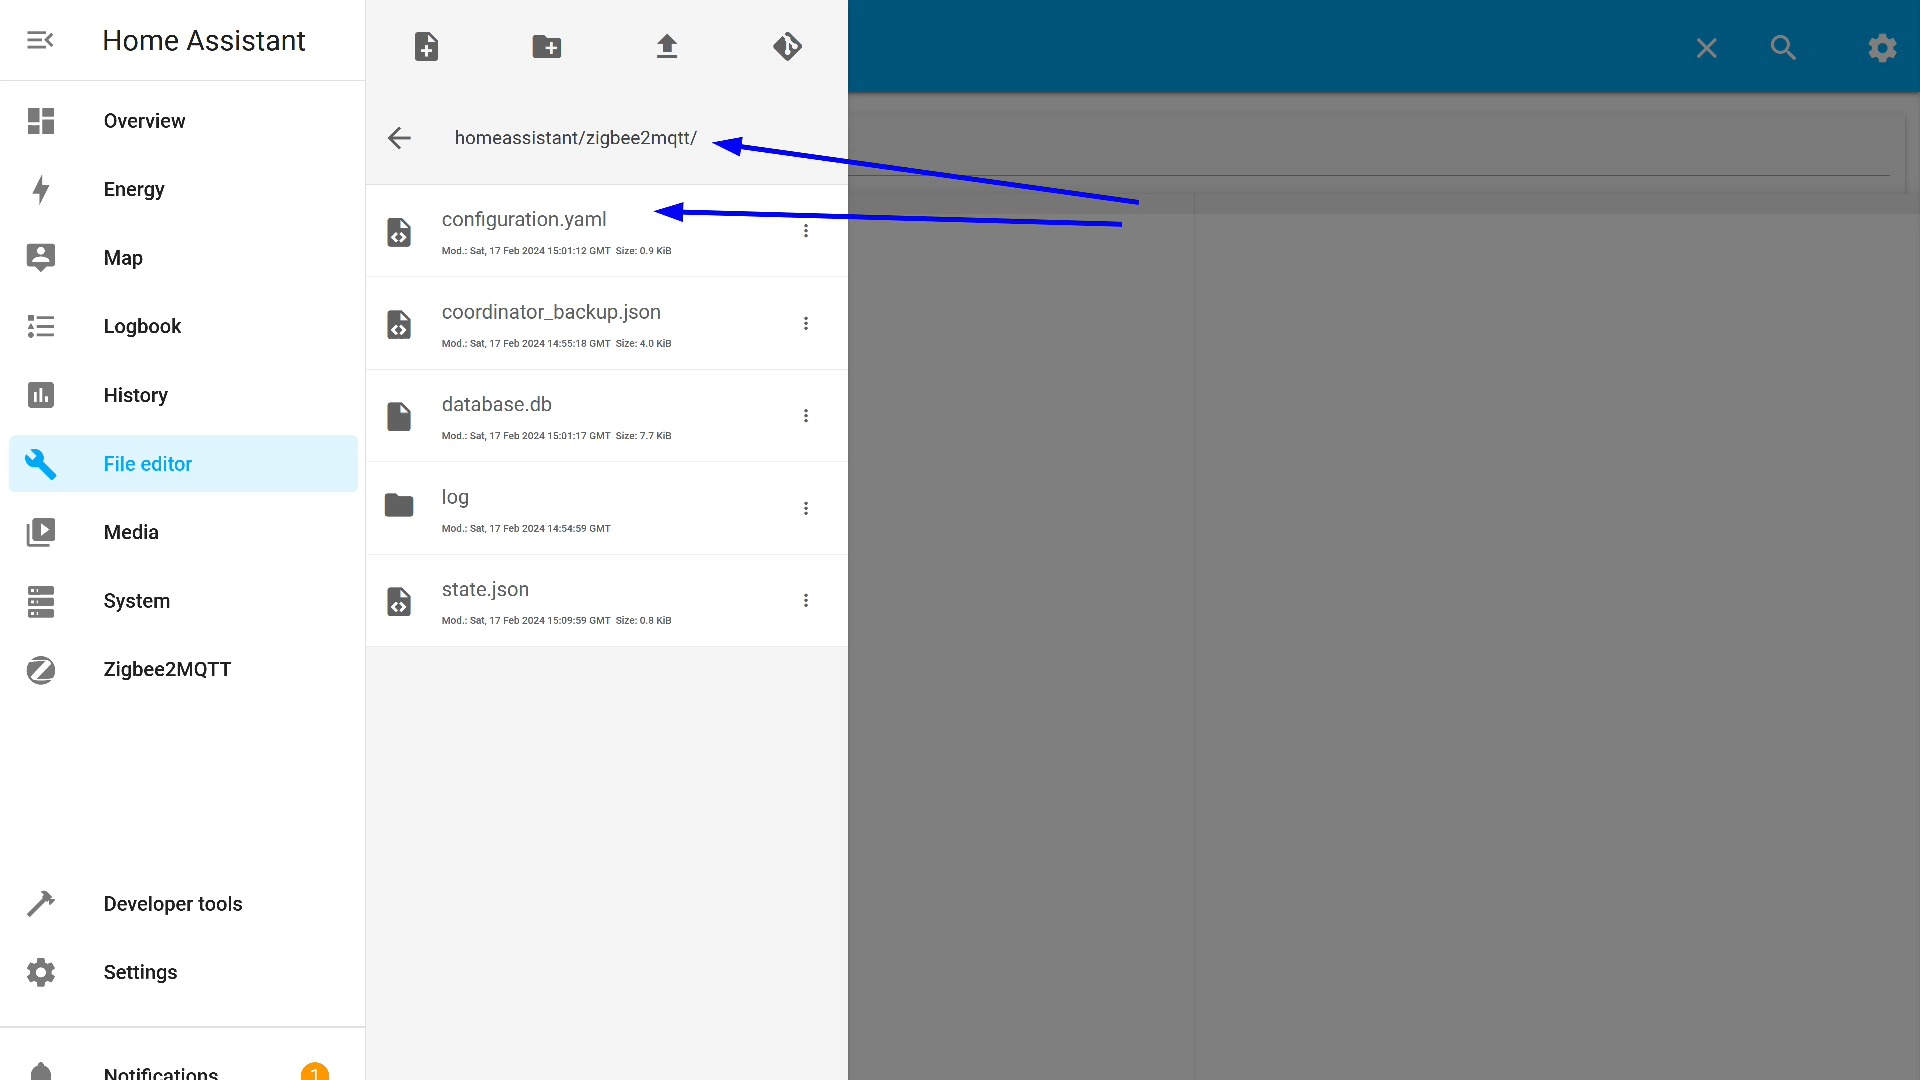 Home Assistant
Overview
Energy
Map
Logbook
History
File editor
Media
System
Zigbee2MQTT
Developer tools
Settings
Notifications
1
homeassistant/zigbee2mqtt/
configuration.yaml
Mod.: Sat, 17 Feb 2024 15:01:12 GMT Size: 0.9 KiB
coordinator_backup.json
Mod.: Sat, 17 Feb 2024 14:55:18 GMT Size: 4.0 KiB
database.db
Mod.: Sat, 17 Feb 2024 15:01:17 GMT Size: 7.7 KiB
log
Mod.: Sat, 17 Feb 2024 14:54:59 GMT
state.json
Mod.: Sat, 17 Feb 2024 15:09:59 GMT Size: 0.8 KiB